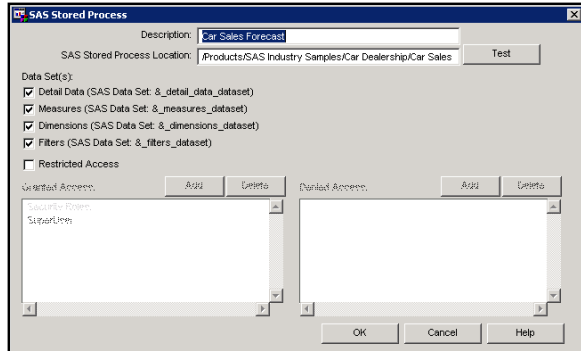 SAS Stored Process
Description: Car Sales Forecast
SAS Stored Process Location: /Products/SAS Industry Samples/Car Dealership/Car Sales Test
Data Set(s):
Detail Data (SAS Data Set: &_detail_data_dataset)
Measures (SAS Data Set: &_measures_dataset)
Dimensions (SAS Data Set: &_dimensions_dataset)
Filters (SAS Data Set: &_filters_dataset)
Restricted Access
Granted Access: Add Delete Denied Access: Add Delete
Security Roles:
SuperUser
OK Cancel Help